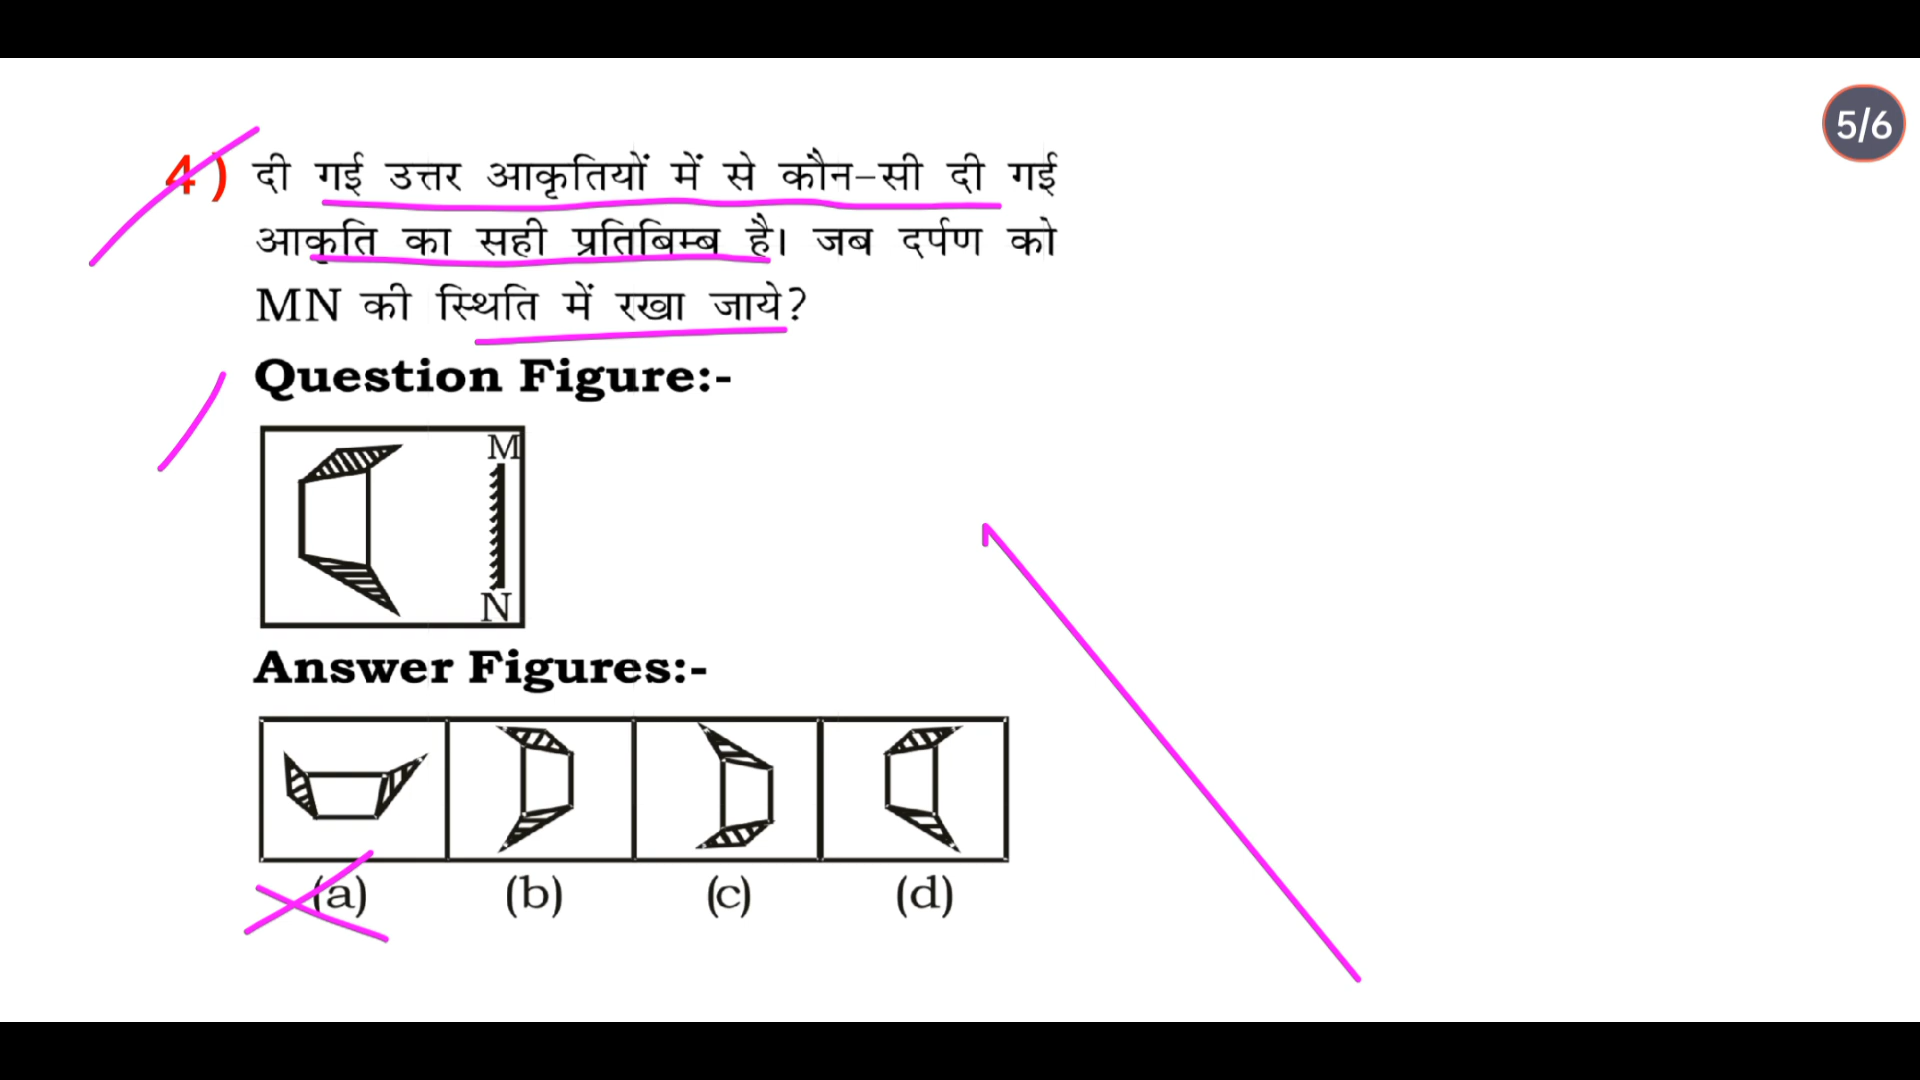 5/6
4) दी गई उत्तर आकृतियों में से कौन-सी दी गई
आकृति का सही प्रतिबिम्ब है। जब दर्पण को
MN की स्थिति में रखा जाये?
Question Figure:-
M
N
Answer Figures:-
(a) (b) (c) (d)